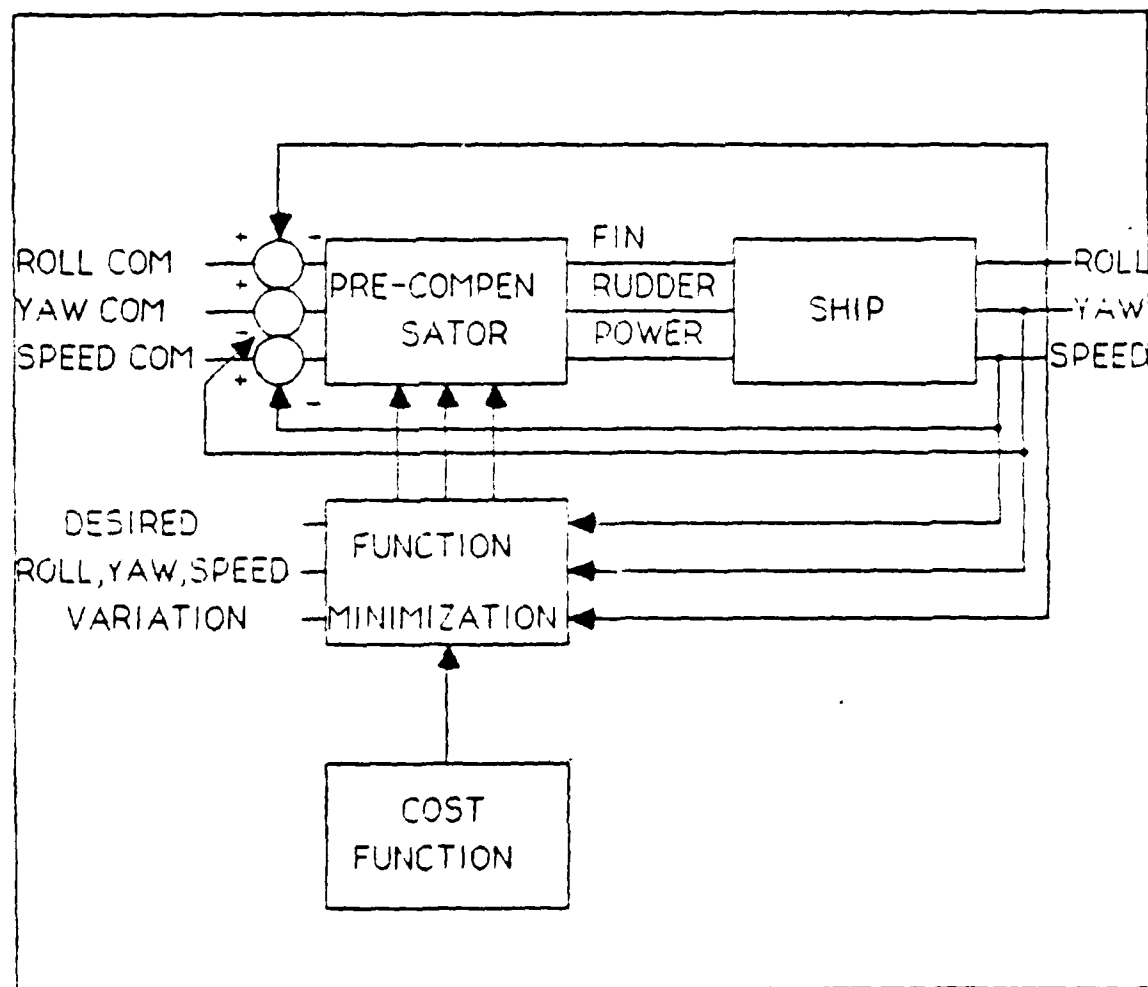 + - FIN
ROLL COM ROLL
+ PRE-COMPEN RUDDER SHIP
YAW COM SATOR YAW
- POWER
SPEED COM SPEED
+ -
DESIRED FUNCTION
ROLL,YAW,SPEED
VARIATION MINIMIZATION
COST
FUNCTION